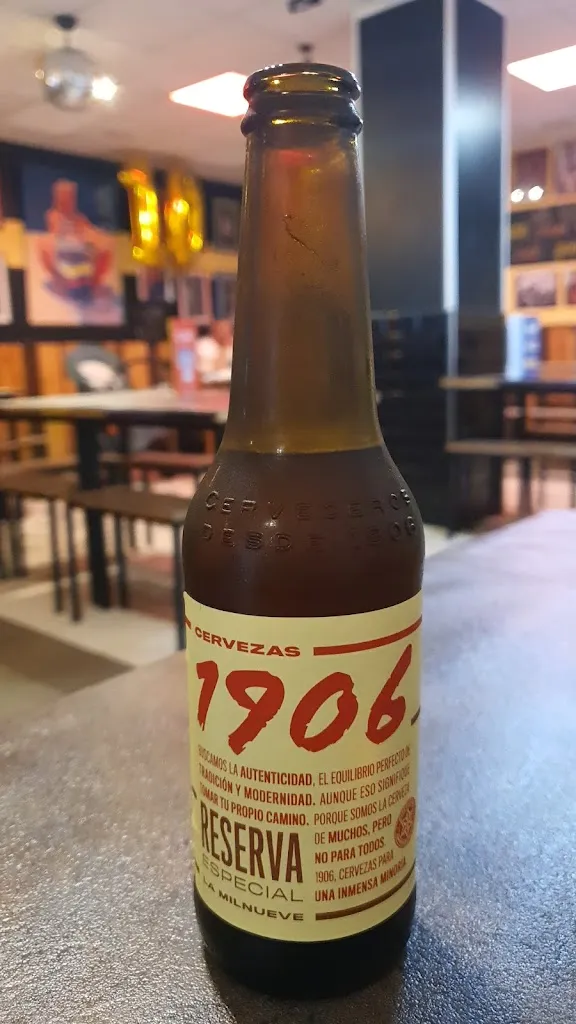 CERVECEROS
DESDE 1906
CERVEZAS
1906
BUSCAMOS LA AUTENTICIDAD, EL EQUILIBRIO PERFECTO DE
TRADICIÓN Y MODERNIDAD. AUNQUE ESO SIGNIFIQUE
TOMAR TU PROPIO CAMINO. PORQUE SOMOS LA CERVEZA
DE MUCHOS, PERO
NO PARA TODOS.
1906, CERVEZAS PARA
UNA INMENSA MINORÍA
RESERVA
ESPECIAL
LA MILNUEVE